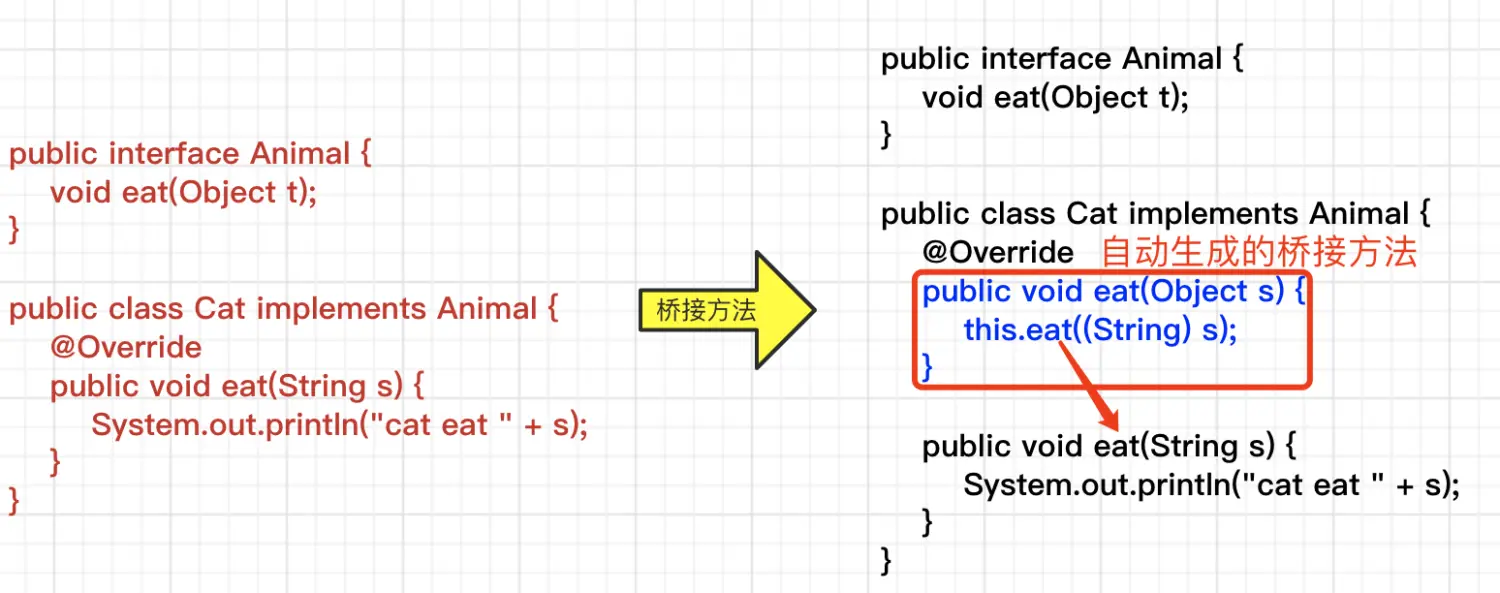 public interface Animal {
void eat(Object t);
}
public class Cat implements Animal {
@Override
public void eat(String s) {
System.out.println("cat eat " + s);
}
}
桥接方法
public interface Animal {
void eat(Object t);
}
public class Cat implements Animal {
@Override 自动生成的桥接方法
public void eat(Object s) {
this.eat((String) s);
}
public void eat(String s) {
System.out.println("cat eat " + s);
}
}